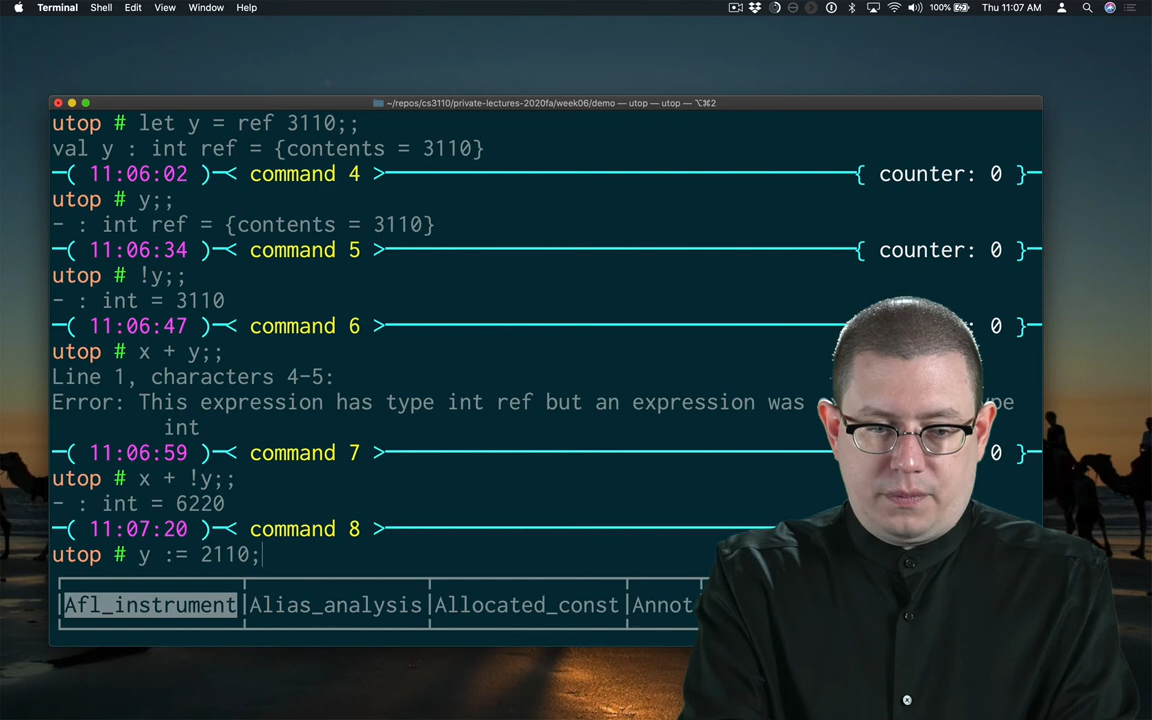 Terminal Shell Edit View Window Help 100% Thu 11:07 AM
~/repos/cs3110/private-lectures-2020fa/week06/demo — utop — utop — ⌥⌘2
utop # let y = ref 3110;;
val y : int ref = {contents = 3110}
─( 11:06:02 )─< command 4 >─{ counter: 0 }─
utop # y;;
- : int ref = {contents = 3110}
─( 11:06:34 )─< command 5 >─{ counter: 0 }─
utop # !y;;
- : int = 3110
─( 11:06:47 )─< command 6 >─ 0 }─
utop # x + y;;
Line 1, characters 4-5:
Error: This expression has type int ref but an expression was
int
─( 11:06:59 )─< command 7 >─ 0 }─
utop # x + !y;;
- : int = 6220
─( 11:07:20 )─< command 8 >─
utop # y := 2110;
Afl_instrument|Alias_analysis|Allocated_const|Annot